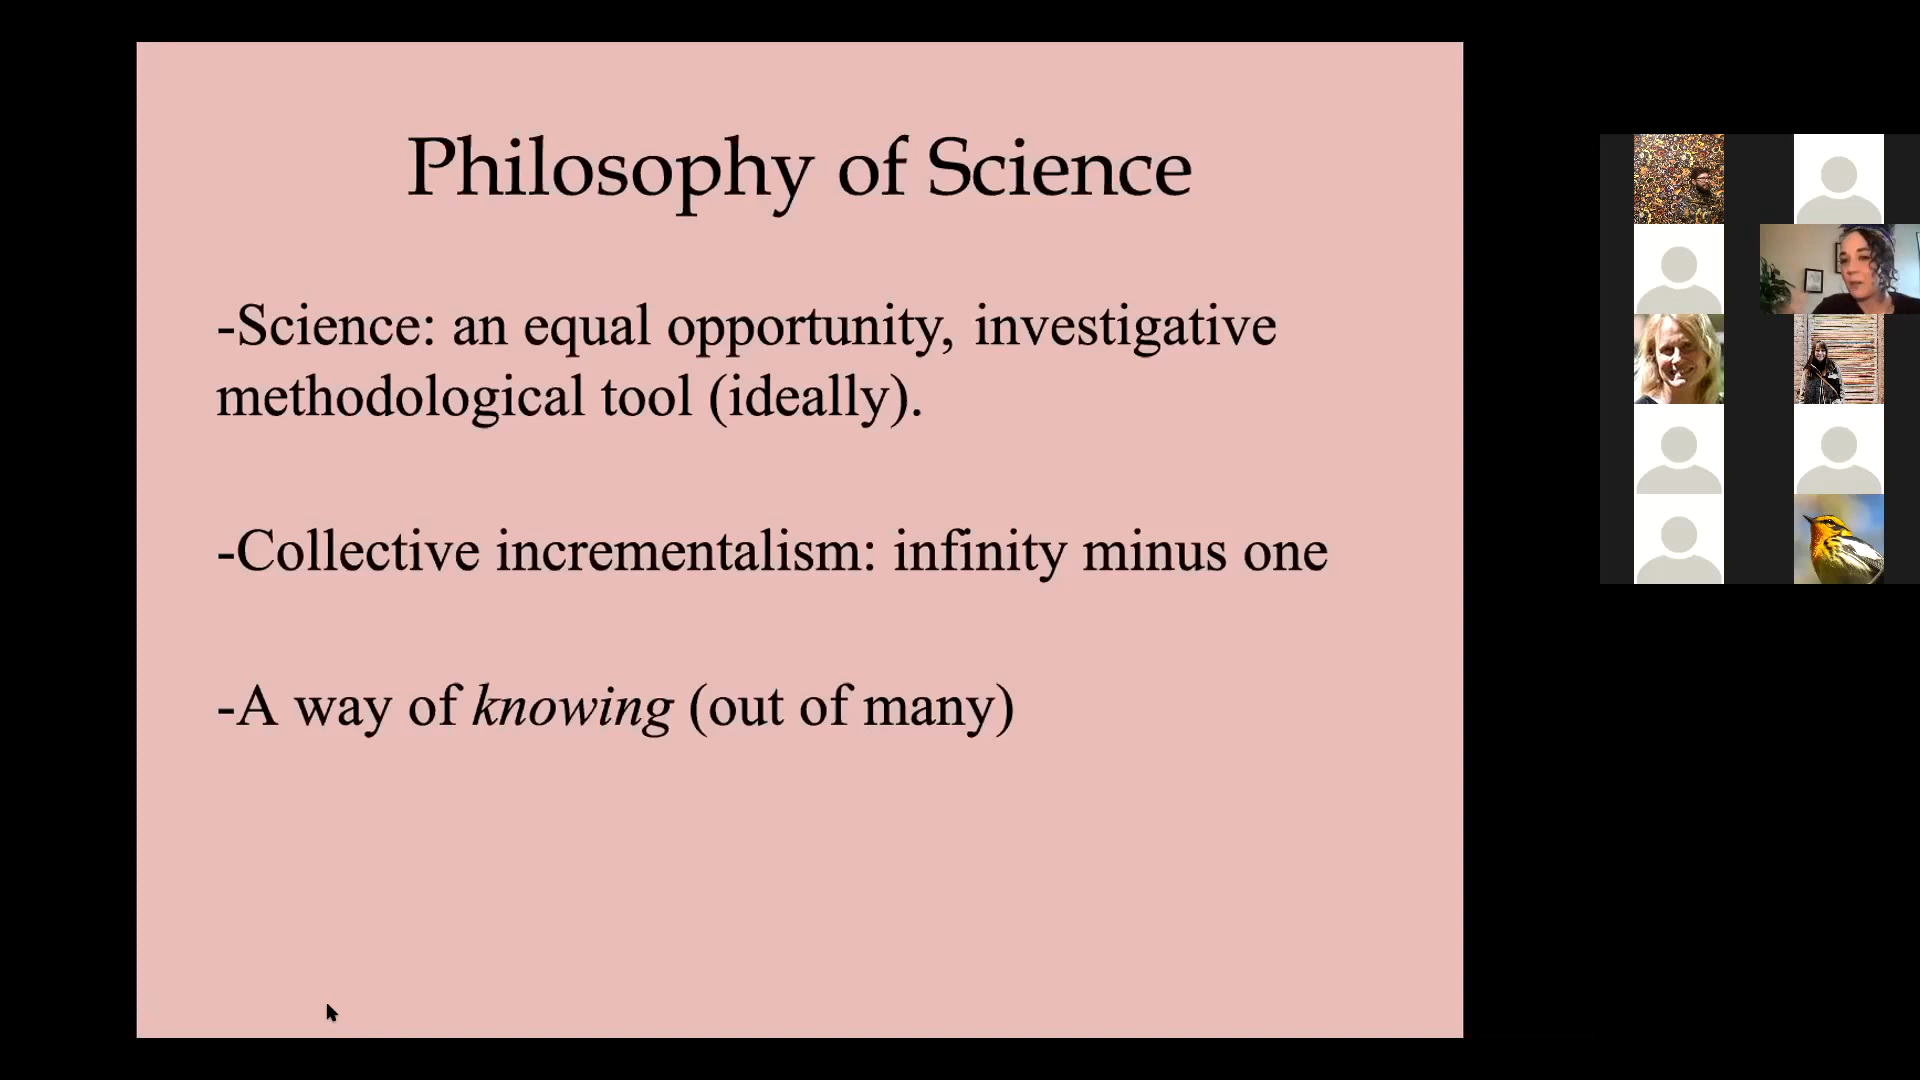 Philosophy of Science
-Science: an equal opportunity, investigative
methodological tool (ideally).
-Collective incrementalism: infinity minus one
-A way of knowing (out of many)